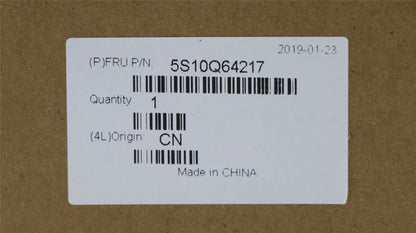 2019-01-23
(P)FRU P/N: 5S10Q64217
Quantity: 1
(4L)Origin: CN
Made in CHINA